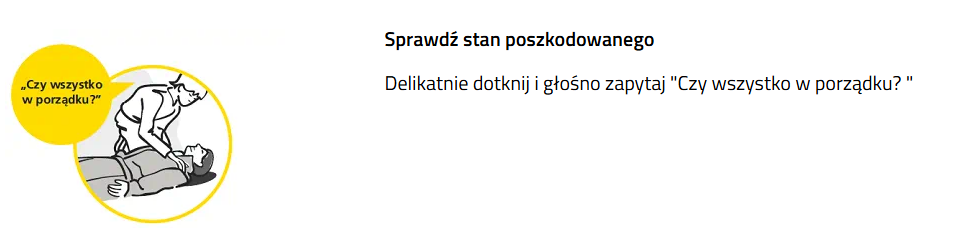 „Czy wszystko
w porządku?”
Sprawdź stan poszkodowanego
Delikatnie dotknij i głośno zapytaj "Czy wszystko w porządku? "